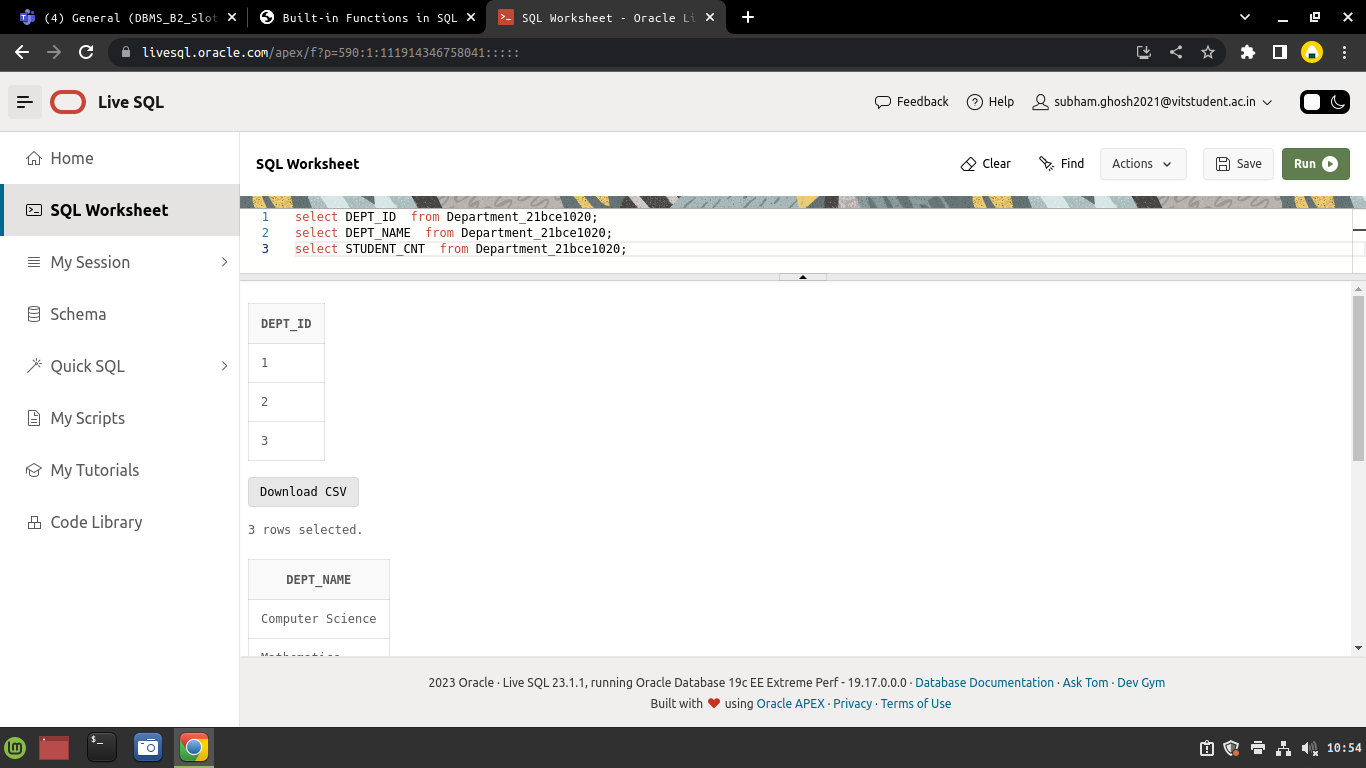 (4) General (DBMS_B2_Slot
Built-in Functions in SQL
SQL Worksheet - Oracle Li
livesql.oracle.com/apex/f?p=590:1:111914346758041:::::
Live SQL
Feedback
Help
subham.ghosh2021@vitstudent.ac.in
Home
SQL Worksheet
My Session
Schema
Quick SQL
My Scripts
My Tutorials
Code Library
SQL Worksheet
Clear
Find
Actions
Save
Run
1 select DEPT_ID  from Department_21bce1020;
2 select DEPT_NAME  from Department_21bce1020;
3 select STUDENT_CNT  from Department_21bce1020;
DEPT_ID
1
2
3
Download CSV
3 rows selected.
DEPT_NAME
Computer Science
Mathematics
2023 Oracle · Live SQL 23.1.1, running Oracle Database 19c EE Extreme Perf - 19.17.0.0.0 · Database Documentation · Ask Tom · Dev Gym
Built with ❤ using Oracle APEX · Privacy · Terms of Use
10:54